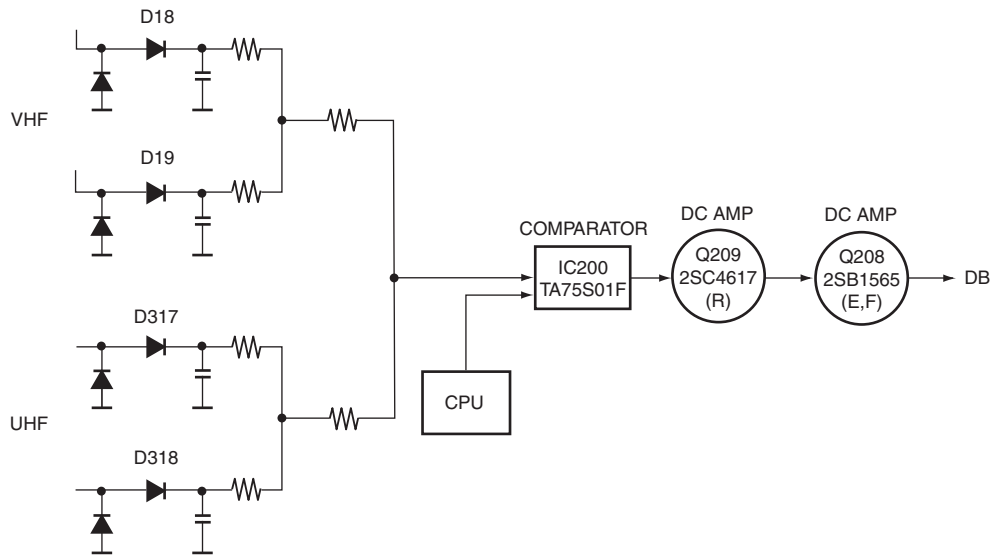 D18
VHF
D19
COMPARATOR
IC200
TA75S01F
DC AMP
Q209
2SC4617
(R)
DC AMP
Q208
2SB1565
(E,F)
DB
D317
CPU
UHF
D318